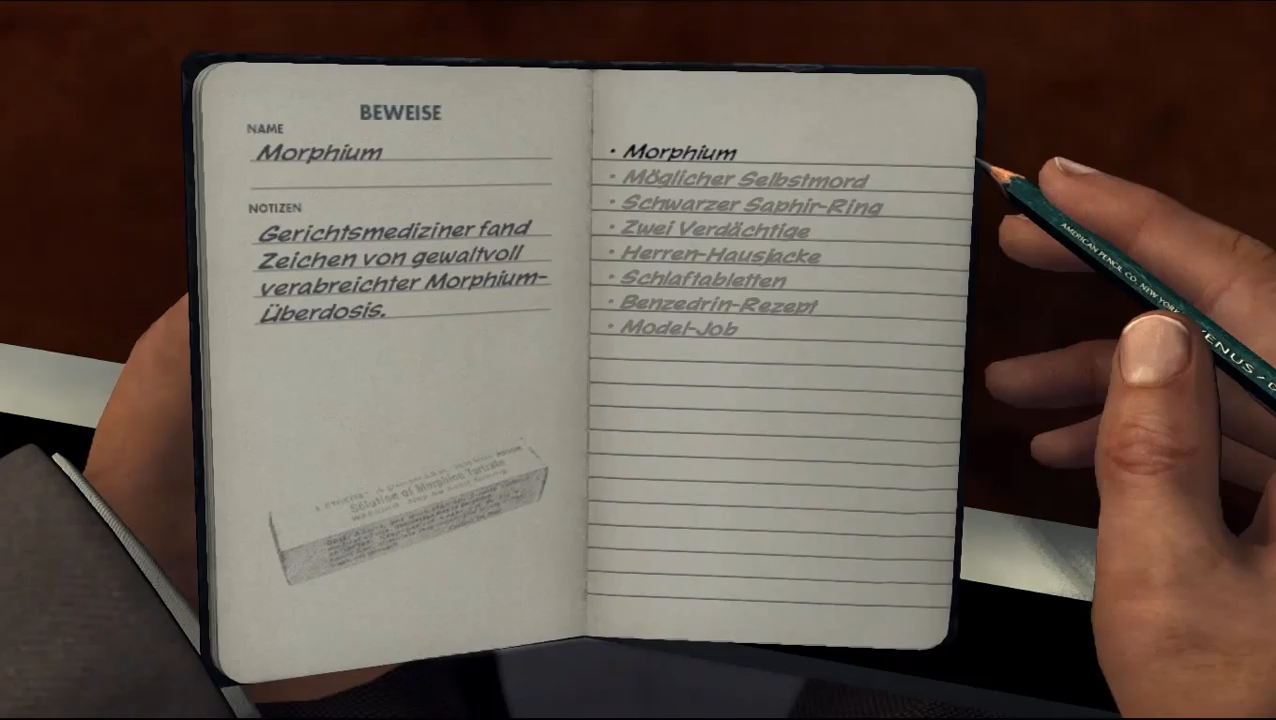 BEWEISE
NAME
Morphium
NOTIZEN
Gerichtsmediziner fand
Zeichen von gewaltvoll
verabreichter Morphium-
Überdosis.
Solution of Morphine Tartrate
• Morphium
• Möglicher Selbstmord
• Schwarzer Saphir-Ring
• Zwei Verdächtige
• Herren-Hausjacke
• Schlaftabletten
• Benzedrin-Rezept
• Model-Job
AMERICAN PENCIL CO. NEW YORK
VENUS